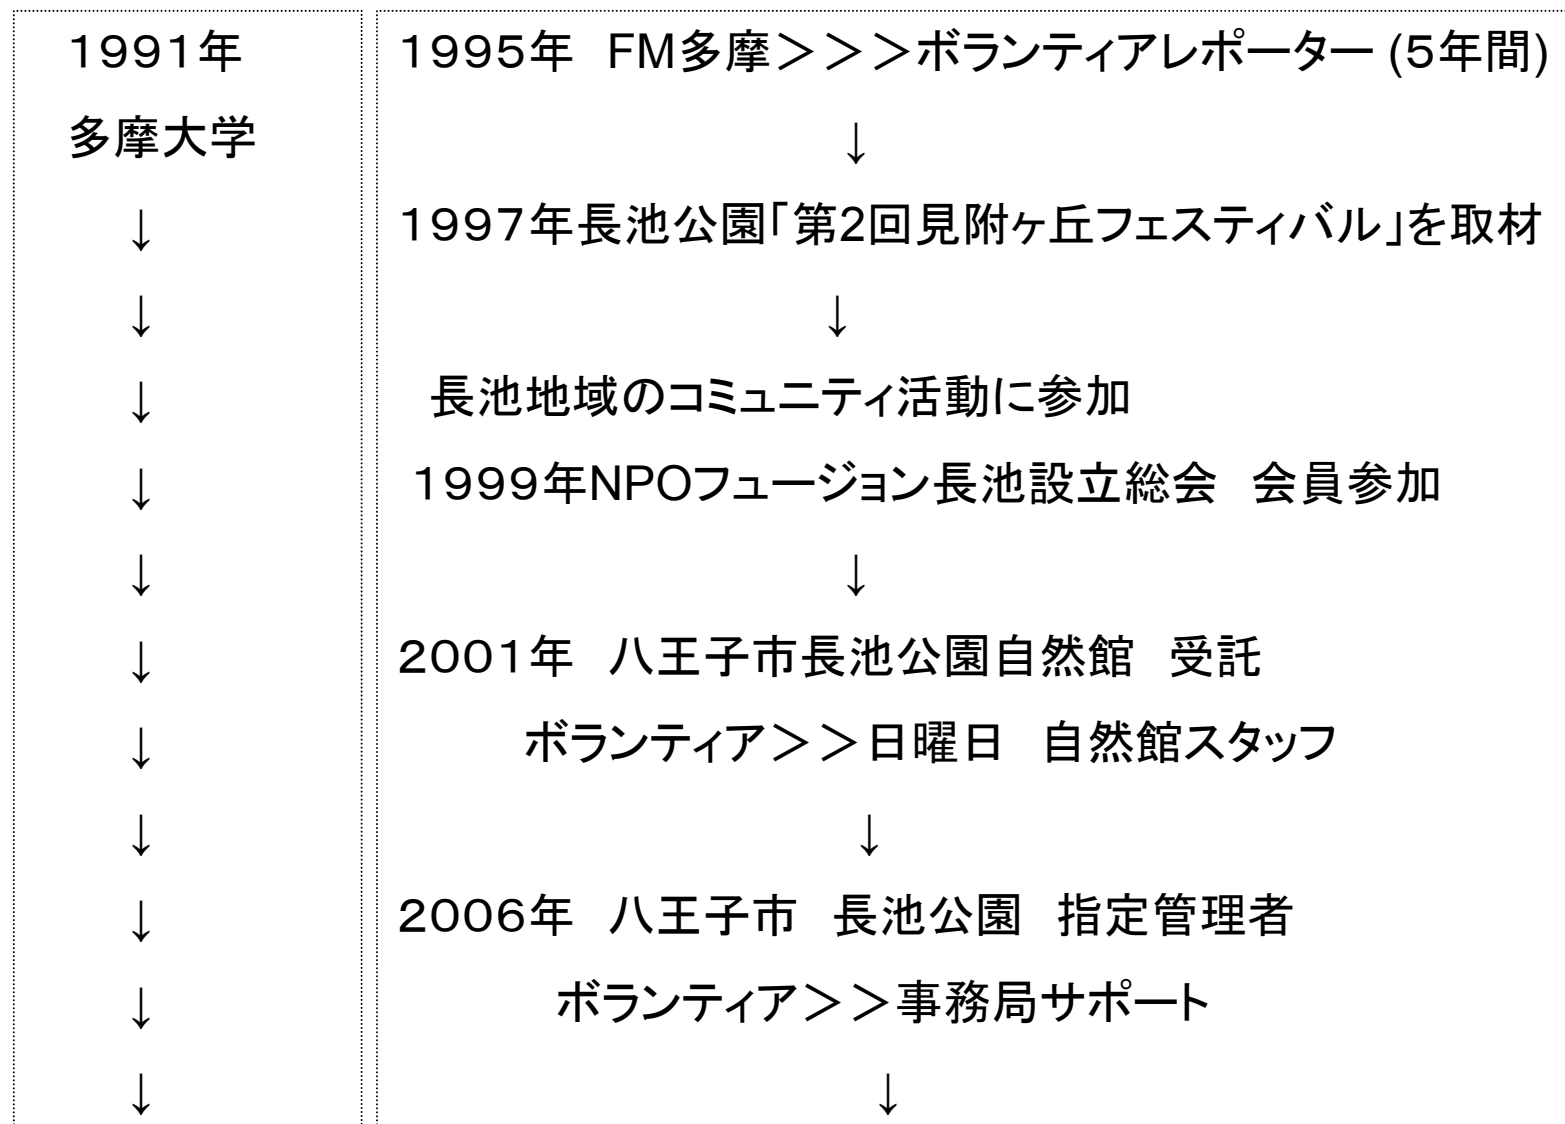 1991年
多摩大学
↓
↓
↓
↓
↓
↓
↓
↓
↓
↓
↓
1995年 FM多摩＞＞＞ボランティアレポーター (5年間)
↓
1997年長池公園「第2回見附ヶ丘フェスティバル」を取材
↓
長池地域のコミュニティ活動に参加
1999年NPOフュージョン長池設立総会 会員参加
↓
2001年 八王子市長池公園自然館 受託
ボランティア＞＞日曜日 自然館スタッフ
↓
2006年 八王子市 長池公園 指定管理者
ボランティア＞＞事務局サポート
↓